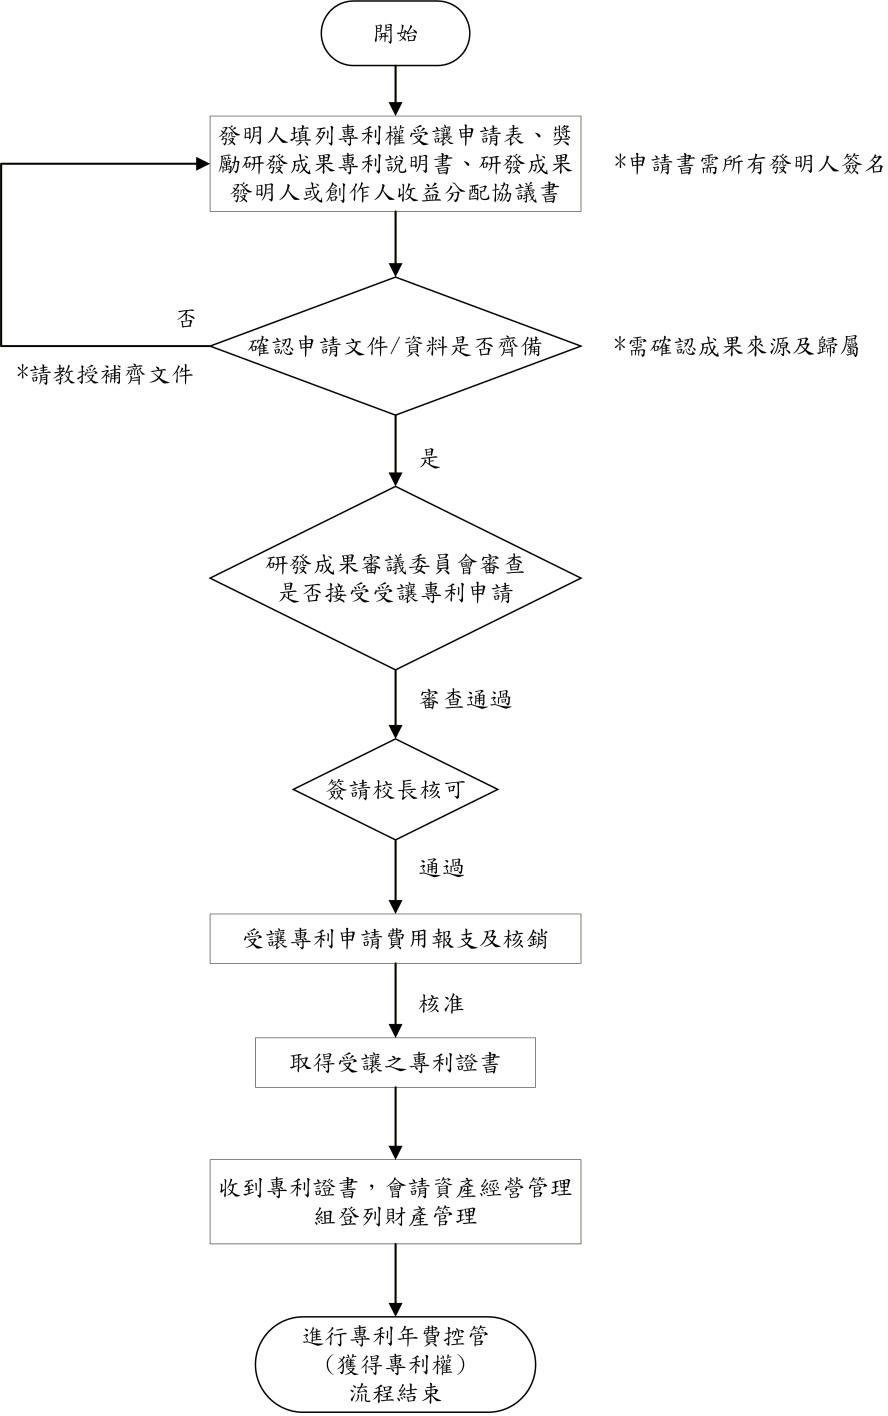 開始
發明人填列專利權受讓申請表、獎
勵研發成果專利說明書、研發成果
發明人或創作人收益分配協議書
*申請書需所有發明人簽名
否
確認申請文件/資料是否齊備
*需確認成果來源及歸屬
*請教授補齊文件
是
研發成果審議委員會審查
是否接受受讓專利申請
審查通過
簽請校長核可
通過
受讓專利申請費用報支及核銷
核准
取得受讓之專利證書
收到專利證書，會請資產經營管理
組登列財產管理
進行專利年費控管
（獲得專利權）
流程結束